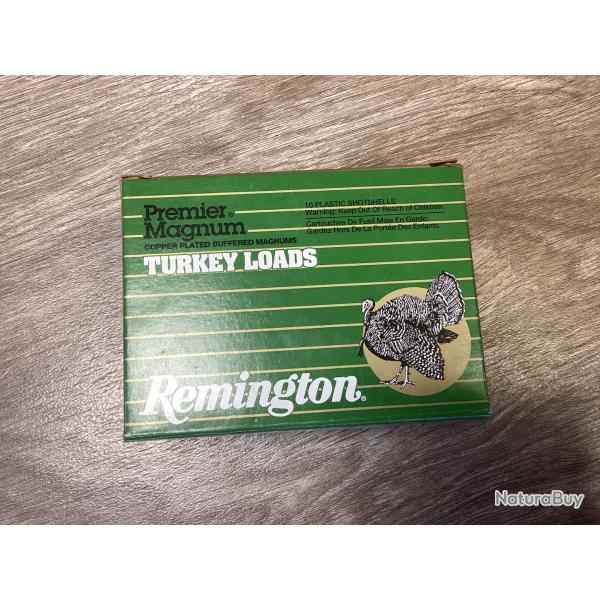 Premier®
Magnum
COPPER PLATED BUFFERED MAGNUMS
TURKEY LOADS
10 PLASTIC SHOTSHELLS
Warning: Keep Out Of Reach of Children.
Cartouches De Fusil Mise En Garde:
Gardez Hors De La Portée Des Enfants.
Remington®
NaturaBuy